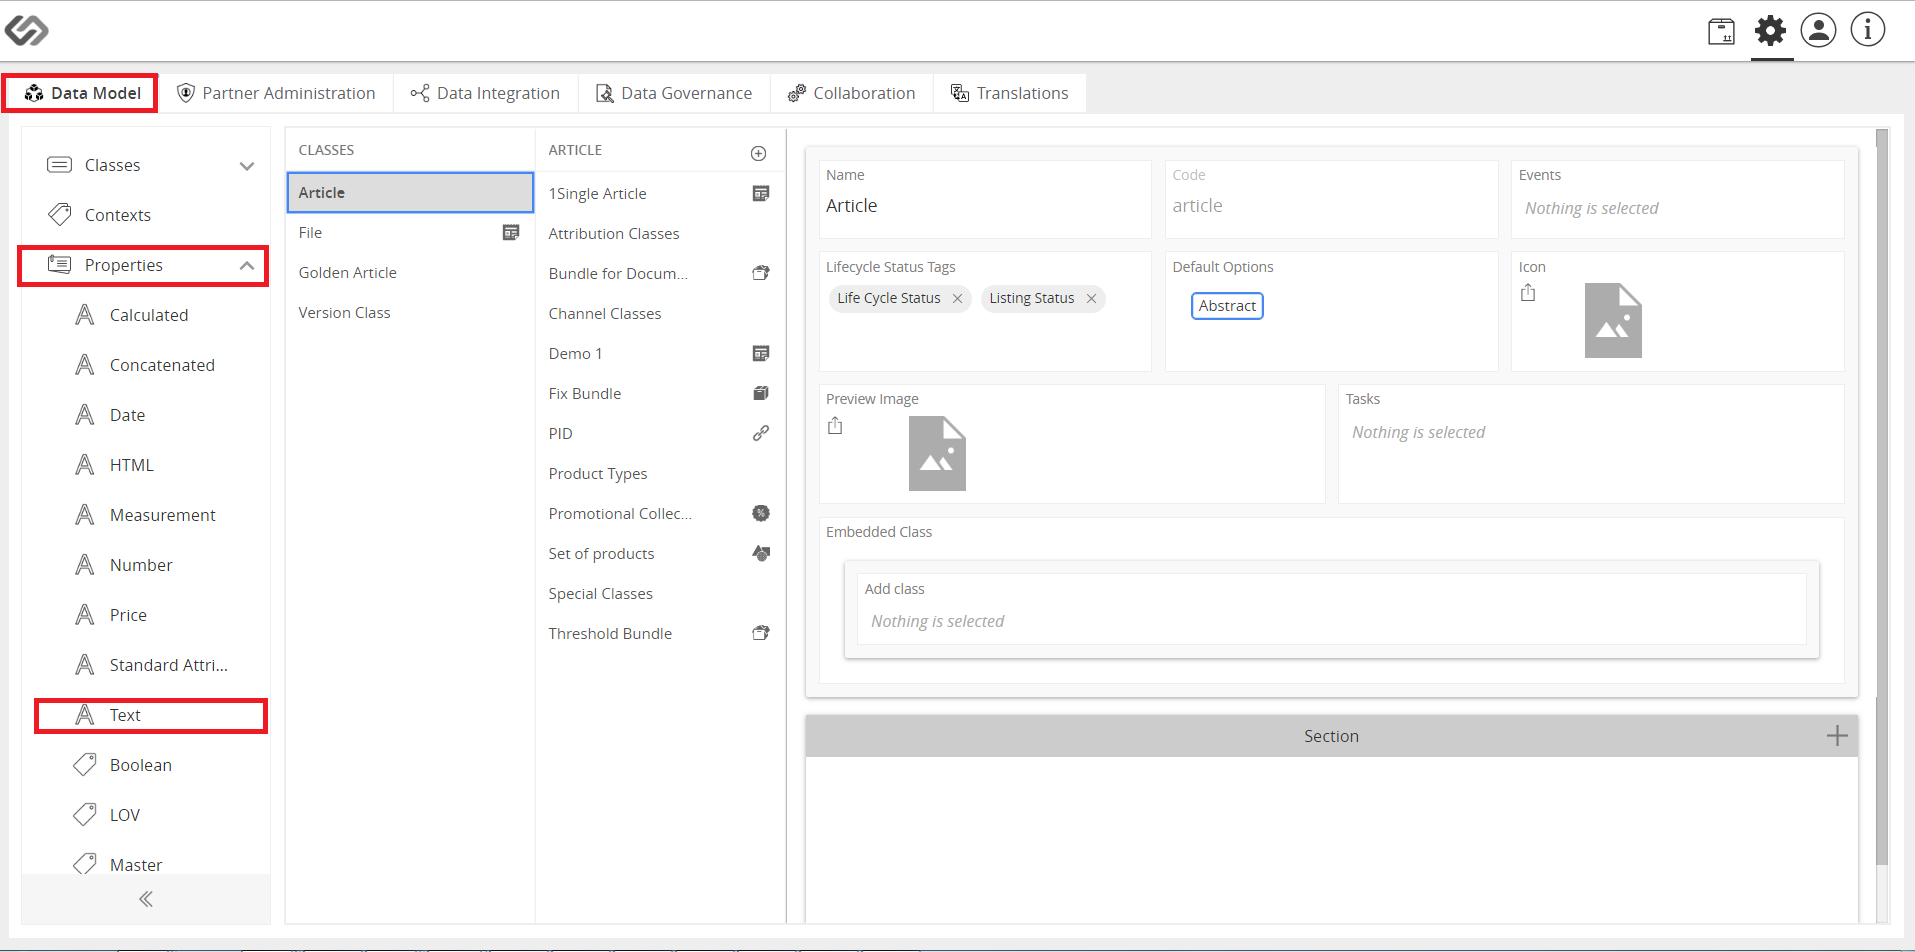 Data Model
Partner Administration
Data Integration
Data Governance
Collaboration
Translations
Classes
Contexts
Properties
Calculated
Concatenated
Date
HTML
Measurement
Number
Price
Standard Attri...
Text
Boolean
LOV
Master
CLASSES
Article
File
Golden Article
Version Class
ARTICLE
1Single Article
Attribution Classes
Bundle for Docum...
Channel Classes
Demo 1
Fix Bundle
PID
Product Types
Promotional Collec...
Set of products
Special Classes
Threshold Bundle
Name
Article
Code
article
Events
Nothing is selected
Lifecycle Status Tags
Life Cycle Status
Listing Status
Default Options
Abstract
Icon
Preview Image
Tasks
Nothing is selected
Embedded Class
Add class
Nothing is selected
Section